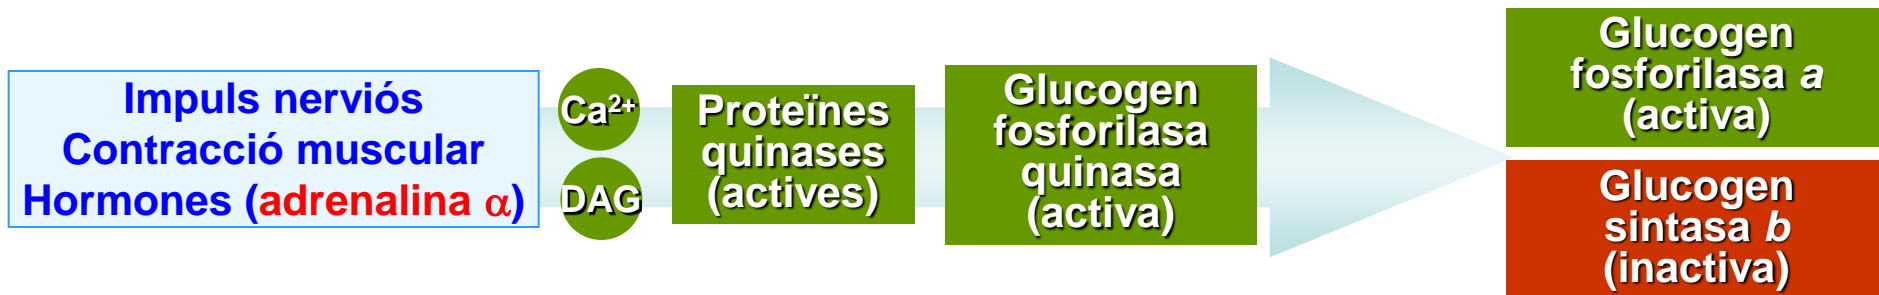 Impuls nerviós
Contracció muscular
Hormones (adrenalina α)
Ca²⁺
DAG
Proteïnes
quinases
(actives)
Glucogen
fosforilasa
quinasa
(activa)
Glucogen
fosforilasa a
(activa)
Glucogen
sintasa b
(inactiva)